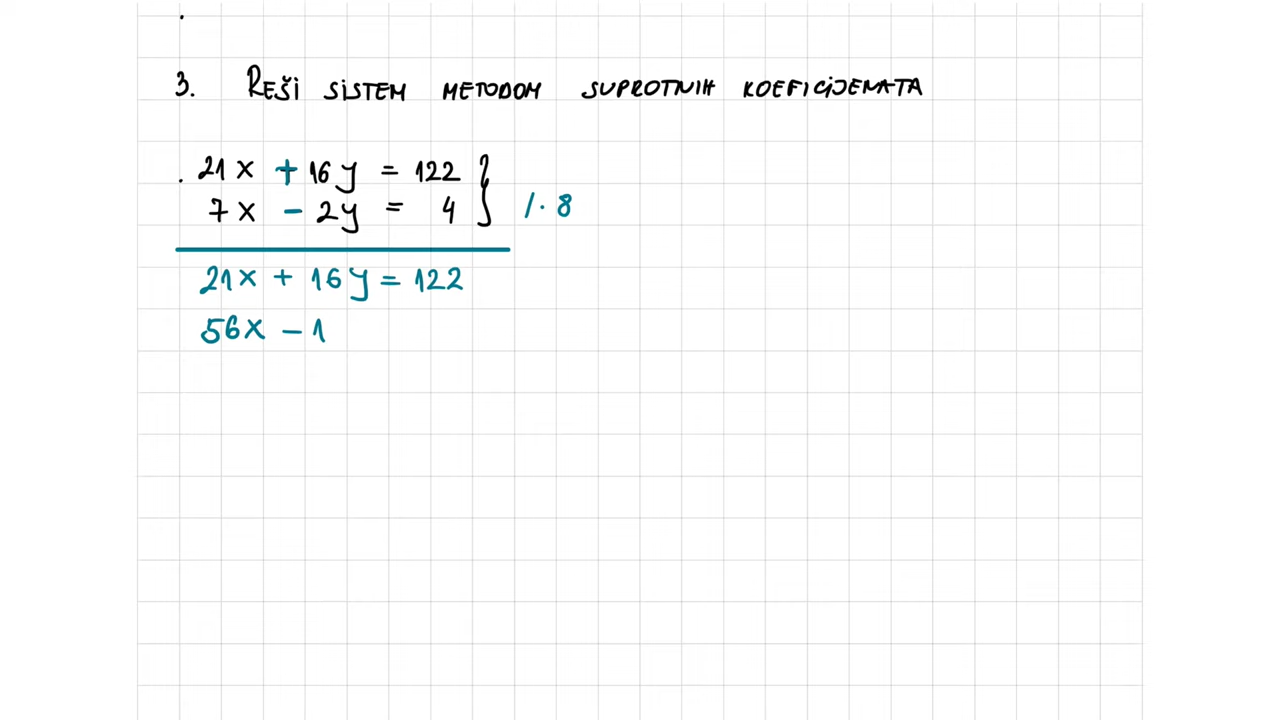 3. REŠI SISTEM METODOM SUPROTNIH KOEFICIJENATA
21x + 16y = 122
7x - 2y = 4 } /· 8
21x + 16y = 122
56x - 1